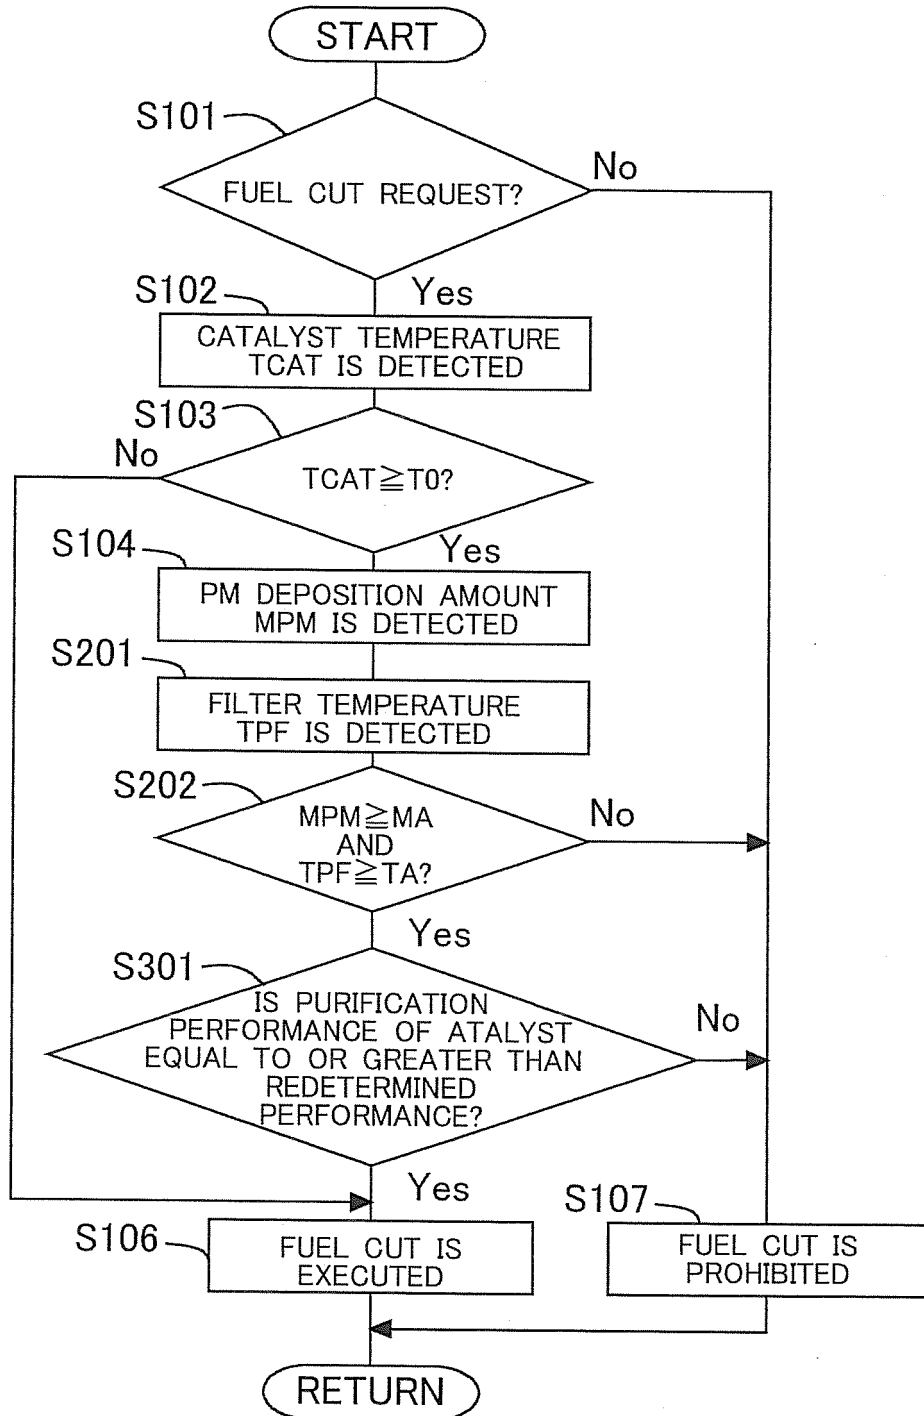 START
S101
No
FUEL CUT REQUEST?
Yes
S102
CATALYST TEMPERATURE
TCAT IS DETECTED
S103
No
TCAT≧T0?
Yes
S104
PM DEPOSITION AMOUNT
MPM IS DETECTED
S201
FILTER TEMPERATURE
TPF IS DETECTED
S202
MPM≧MA
AND
TPF≧TA?
No
Yes
S301
IS PURIFICATION
PERFORMANCE OF ATALYST
EQUAL TO OR GREATER THAN
REDETERMINED
PERFORMANCE?
No
Yes
S106
FUEL CUT IS
EXECUTED
S107
FUEL CUT IS
PROHIBITED
RETURN